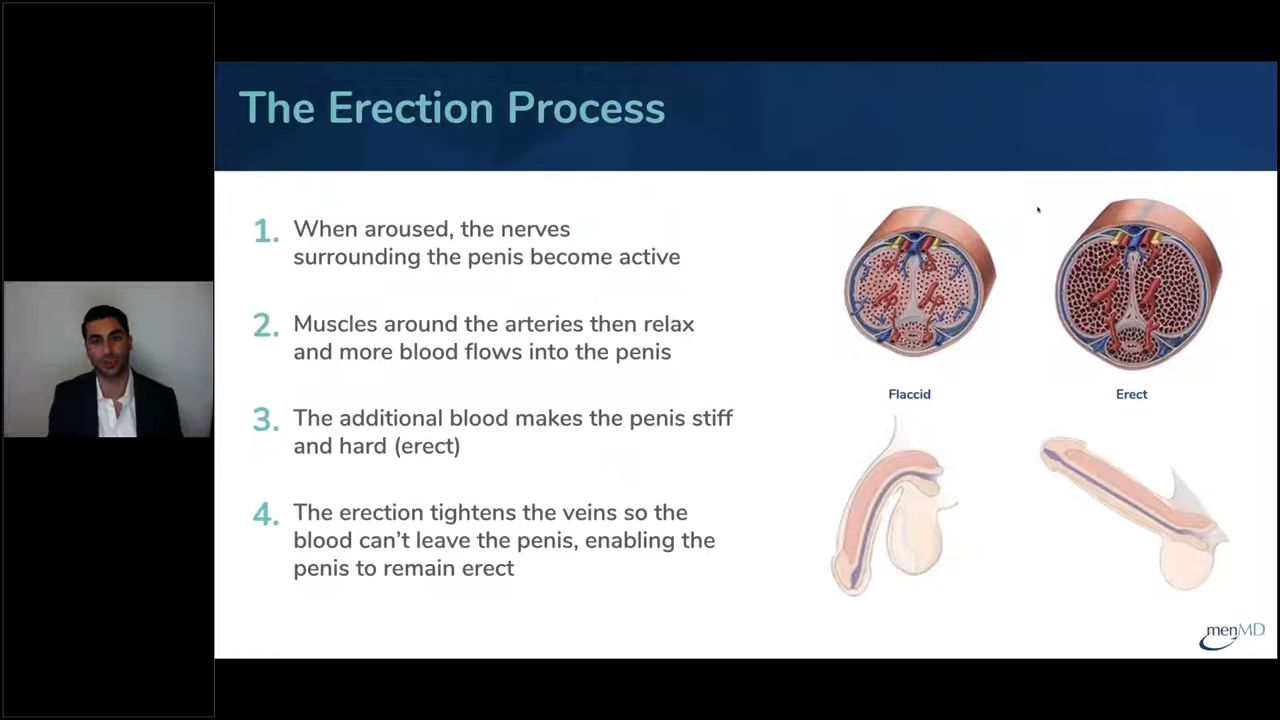 The Erection Process
1. When aroused, the nerves
surrounding the penis become active
2. Muscles around the arteries then relax
and more blood flows into the penis
3. The additional blood makes the penis stiff
and hard (erect)
4. The erection tightens the veins so the
blood can’t leave the penis, enabling the
penis to remain erect
Flaccid
Erect
menMD